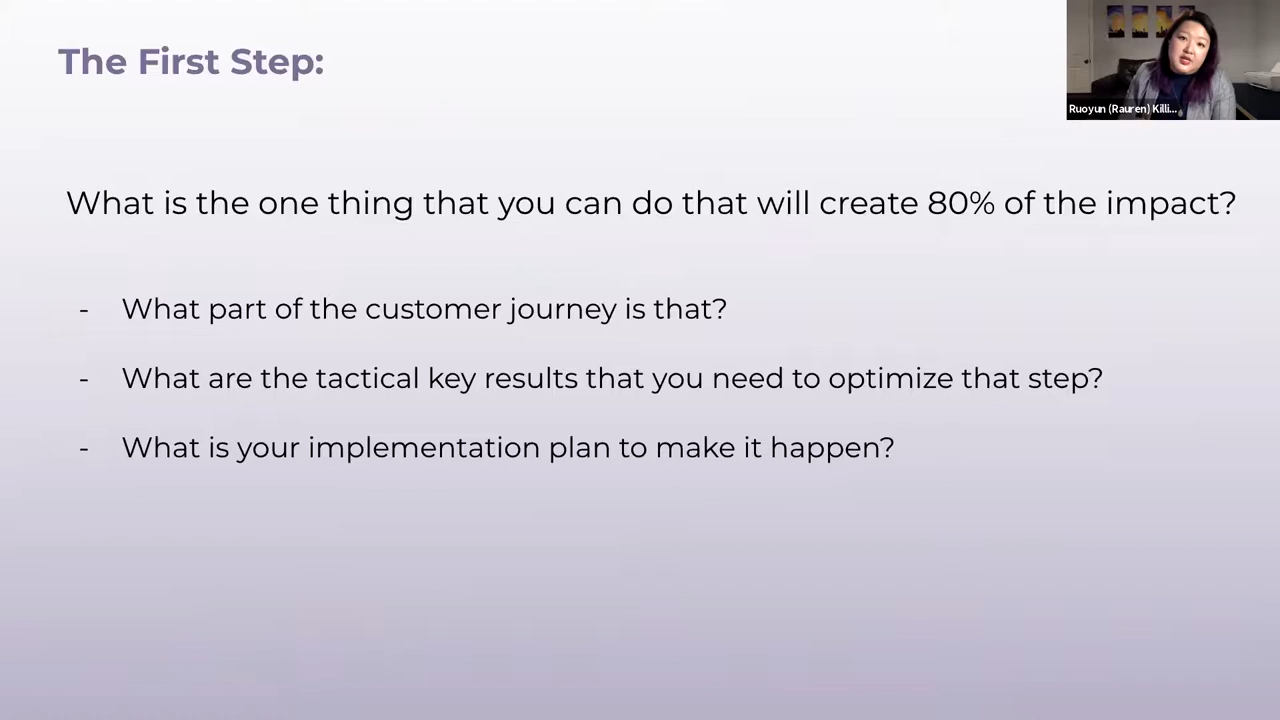 The First Step:
Ruoyun (Rauren) Killi...
What is the one thing that you can do that will create 80% of the impact?
- What part of the customer journey is that?
- What are the tactical key results that you need to optimize that step?
- What is your implementation plan to make it happen?